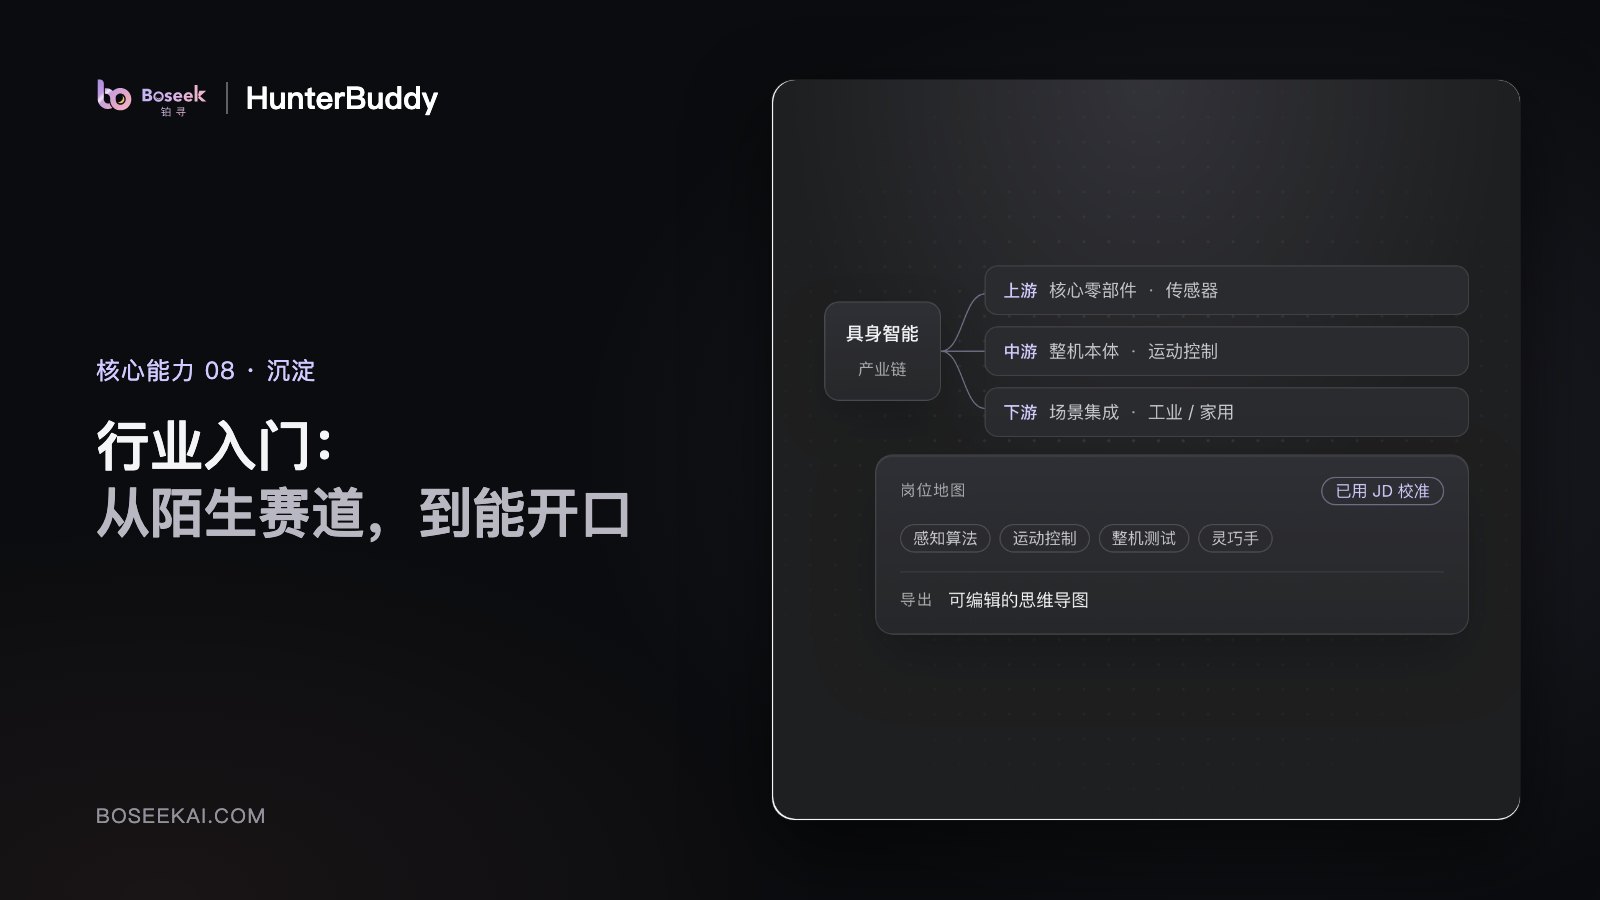 Boseek
铂寻
HunterBuddy
核心能力 08 · 沉淀
行业入门：
从陌生赛道，到能开口
BOSEEKAI.COM
具身智能
产业链
上游 核心零部件 · 传感器
中游 整机本体 · 运动控制
下游 场景集成 · 工业 / 家用
岗位地图
已用 JD 校准
感知算法 运动控制 整机测试 灵巧手
导出 可编辑的思维导图